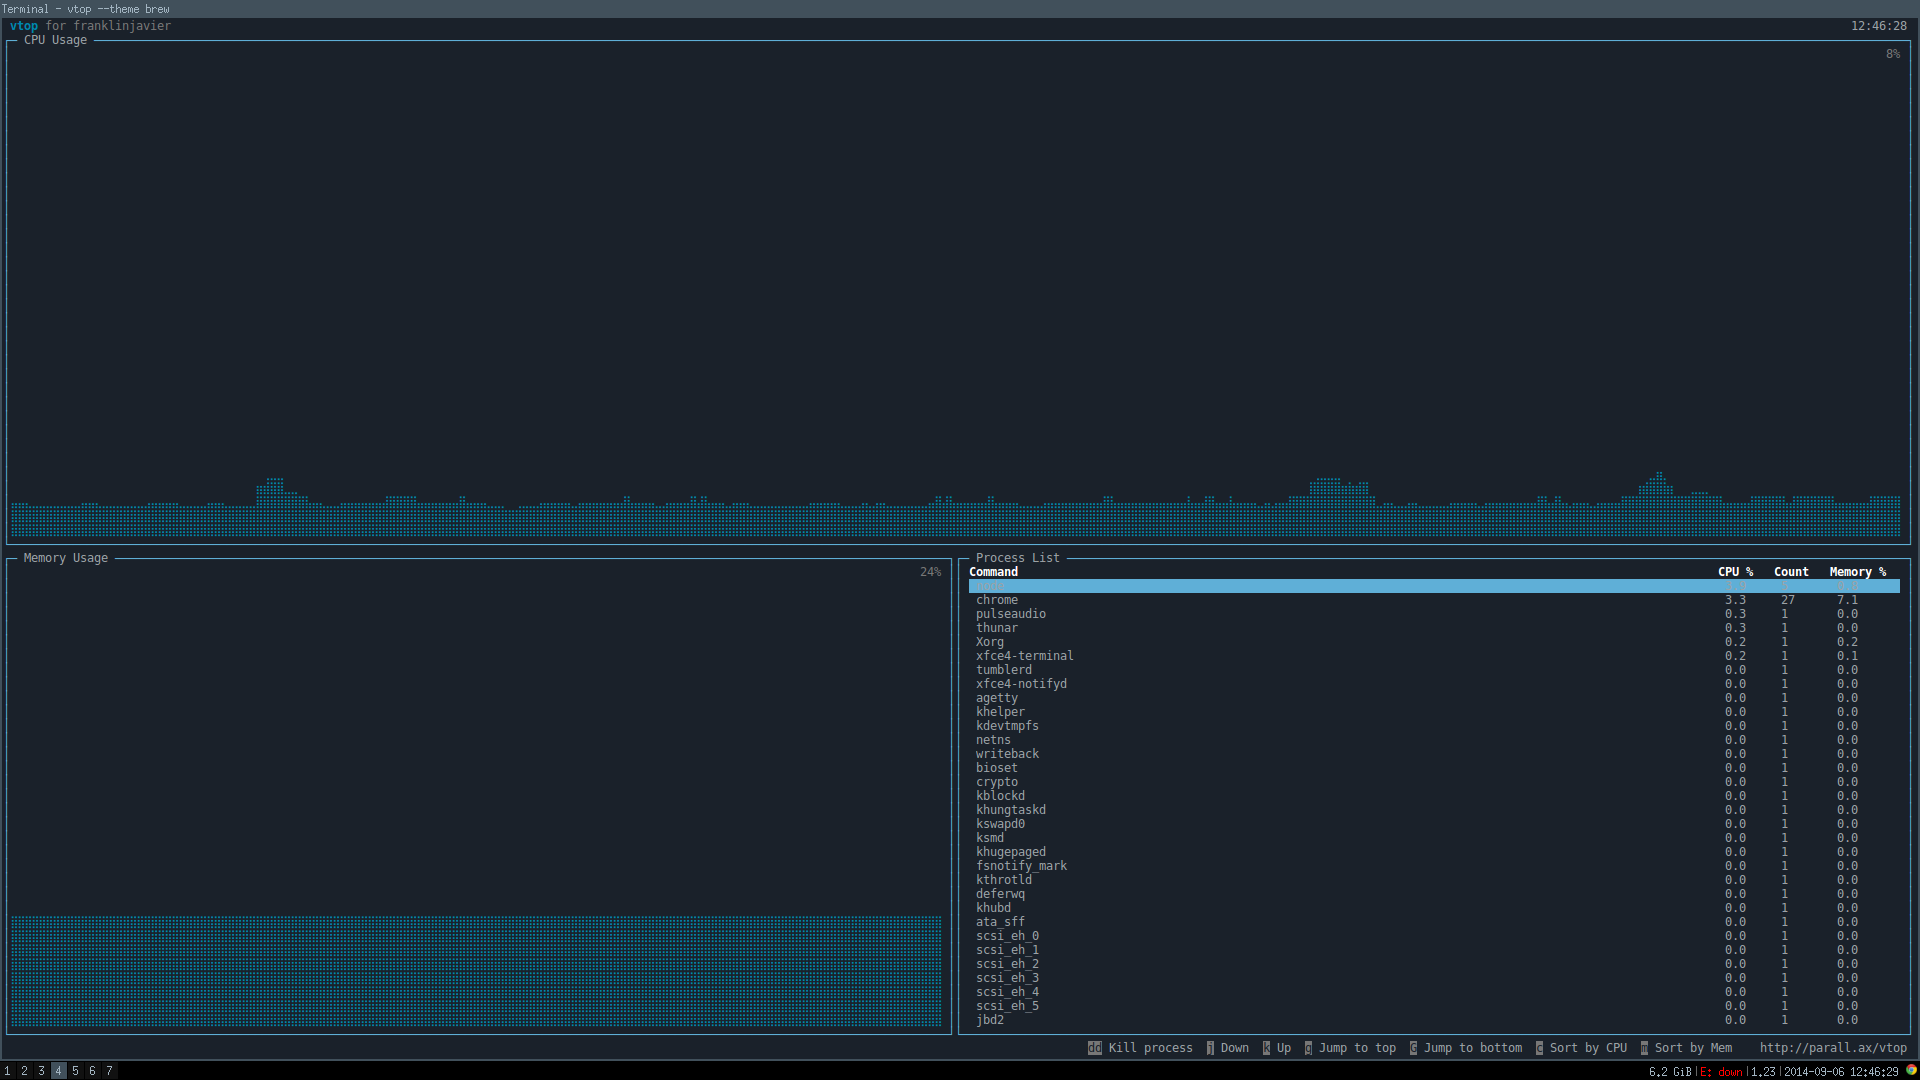 Terminal - vtop --theme brew
vtop for franklinjavier 12:46:28
CPU Usage
8%
Memory Usage
24%
Process List
Command CPU % Count Memory %
chrome 3.3 27 7.1
pulseaudio 0.3 1 0.0
thunar 0.3 1 0.0
Xorg 0.2 1 0.2
xfce4-terminal 0.2 1 0.1
tumblerd 0.0 1 0.0
xfce4-notifyd 0.0 1 0.0
agetty 0.0 1 0.0
khelper 0.0 1 0.0
kdevtmpfs 0.0 1 0.0
netns 0.0 1 0.0
writeback 0.0 1 0.0
bioset 0.0 1 0.0
crypto 0.0 1 0.0
kblockd 0.0 1 0.0
khungtaskd 0.0 1 0.0
kswapd0 0.0 1 0.0
ksmd 0.0 1 0.0
khugepaged 0.0 1 0.0
fsnotify_mark 0.0 1 0.0
kthrotld 0.0 1 0.0
deferwq 0.0 1 0.0
khubd 0.0 1 0.0
ata_sff 0.0 1 0.0
scsi_eh_0 0.0 1 0.0
scsi_eh_1 0.0 1 0.0
scsi_eh_2 0.0 1 0.0
scsi_eh_3 0.0 1 0.0
scsi_eh_4 0.0 1 0.0
scsi_eh_5 0.0 1 0.0
jbd2 0.0 1 0.0
dd Kill process j Down k Up g Jump to top G Jump to bottom c Sort by CPU m Sort by Mem http://parall.ax/vtop
1 2 3 4 5 6 7 6.2 GiB|E: down|1.23|2014-09-06 12:46:29